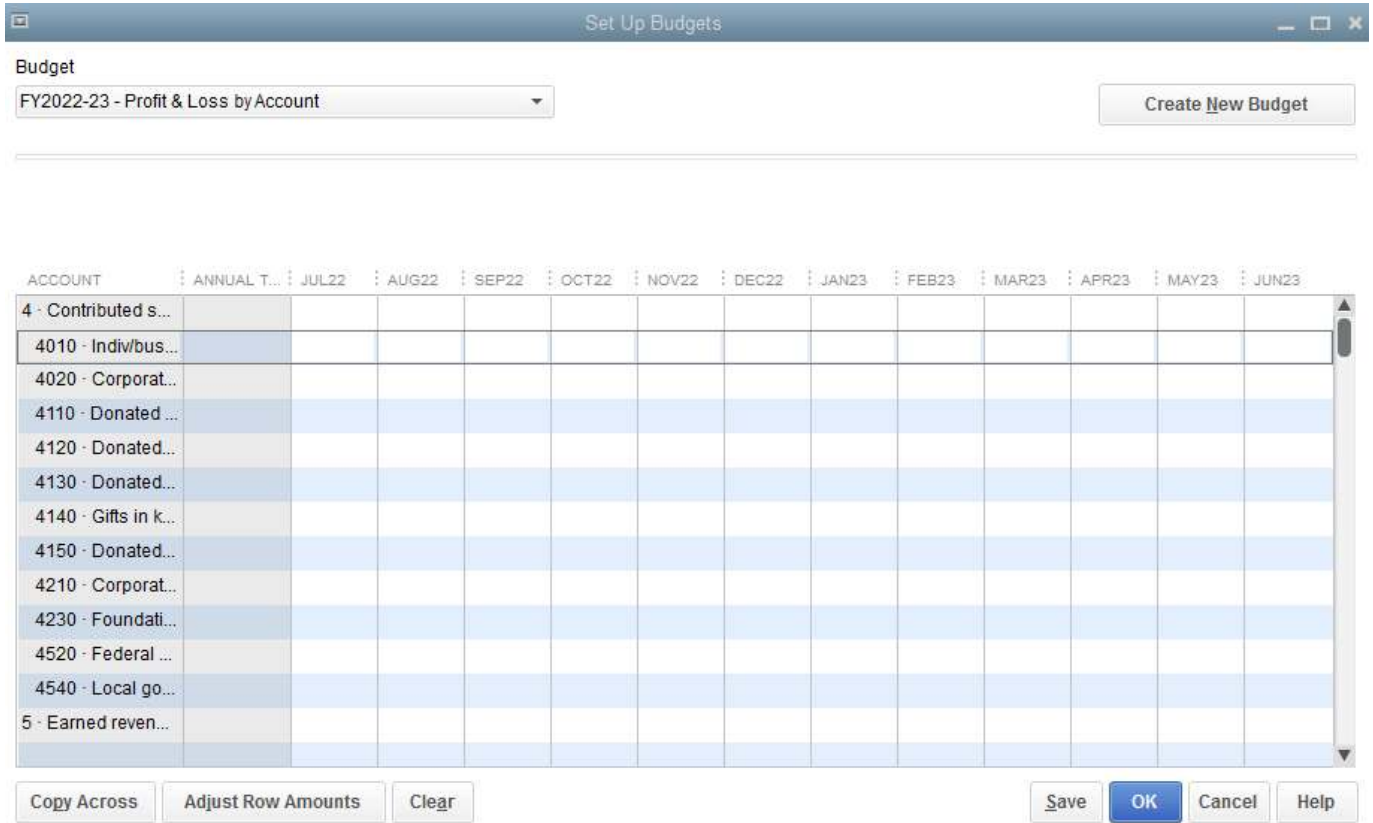 Set Up Budgets
Budget
FY2022-23 - Profit & Loss by Account
Create New Budget
ACCOUNT ANNUAL T... JUL22 AUG22 SEP22 OCT22 NOV22 DEC22 JAN23 FEB23 MAR23 APR23 MAY23 JUN23
4 · Contributed s...
4010 · Indiv/bus...
4020 · Corporat...
4110 · Donated ...
4120 · Donated...
4130 · Donated...
4140 · Gifts in k...
4150 · Donated...
4210 · Corporat...
4230 · Foundati...
4520 · Federal ...
4540 · Local go...
5 · Earned reven...
Copy Across Adjust Row Amounts Clear Save OK Cancel Help